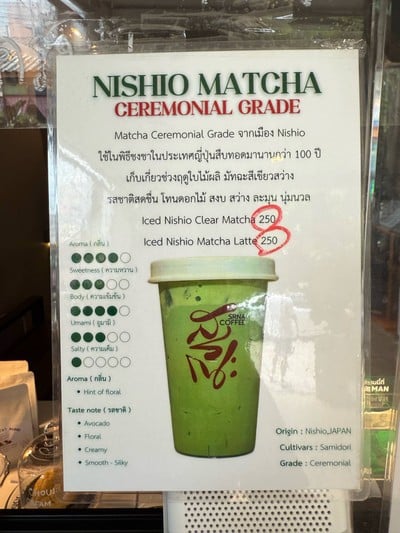 NISHIO MATCHA
CEREMONIAL GRADE
Matcha Ceremonial Grade จากเมือง Nishio
ใช้ในพิธีชงชาในประเทศญี่ปุ่นสืบทอดมานานกว่า 100 ปี
เก็บเกี่ยวช่วงฤดูใบไม้ผลิ มัทฉะสีเขียวสว่าง
รสชาติสดชื่น โทนดอกไม้ สงบ สว่าง ละมุน นุ่มนวล
Iced Nishio Clear Matcha 250
Iced Nishio Matcha Latte 250
Aroma ( กลิ่น )
Sweetness ( ความหวาน )
Body ( ความเข้มข้น )
Umami ( อูมามิ )
Salty ( ความเค็ม )
SRNA
COFFEE
Aroma ( กลิ่น )
Hint of floral
Taste note ( รสชาติ )
Avocado
Floral
Creamy
Smooth - Silky
Origin : Nishio,JAPAN
Cultivars : Samidori
Grade : Ceremonial